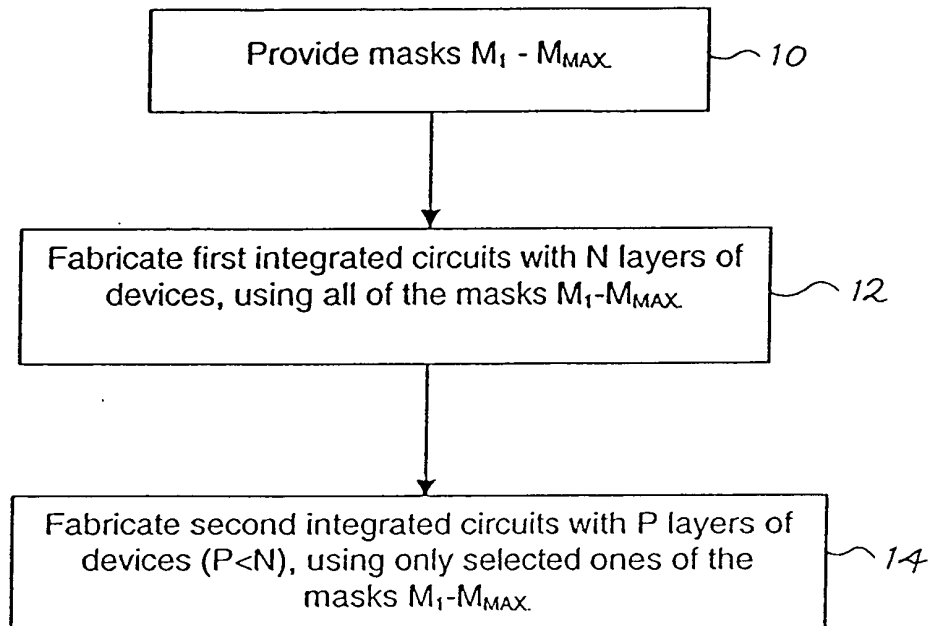 Provide masks M₁ - M_MAX.
10
Fabricate first integrated circuits with N layers of
devices, using all of the masks M₁-M_MAX.
12
Fabricate second integrated circuits with P layers of
devices (P<N), using only selected ones of the
masks M₁-M_MAX.
14